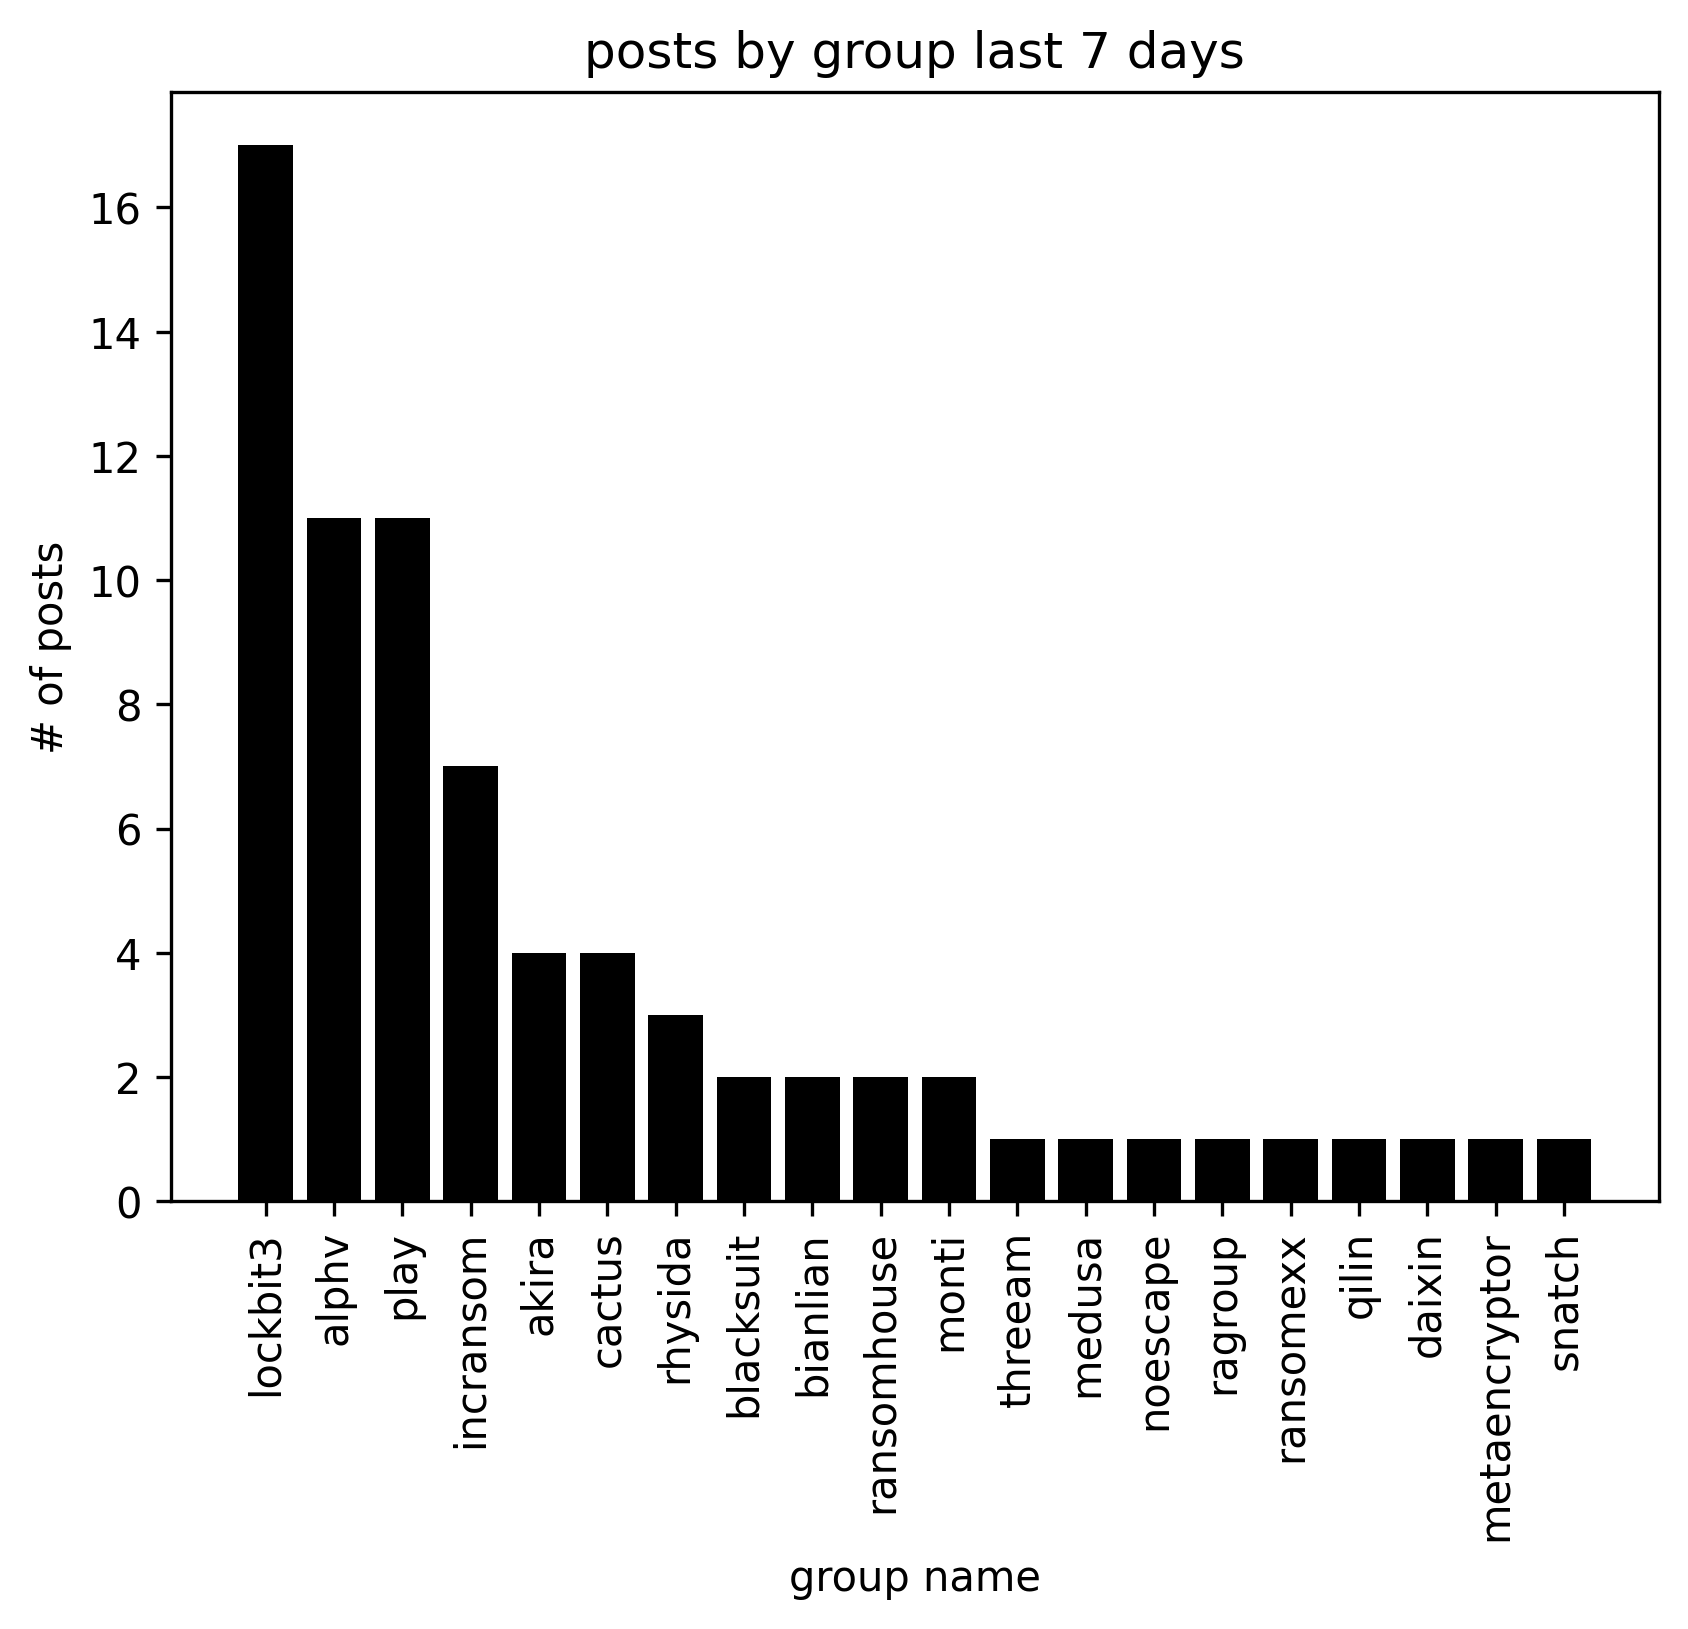 posts by group last 7 days
# of posts
16
14
12
10
8
6
4
2
0
lockbit3
alphv
play
incransom
akira
cactus
rhysida
blacksuit
bianlian
ransomhouse
monti
threeam
medusa
noescape
ragroup
ransomexx
qilin
daixin
metaencryptor
snatch
group name